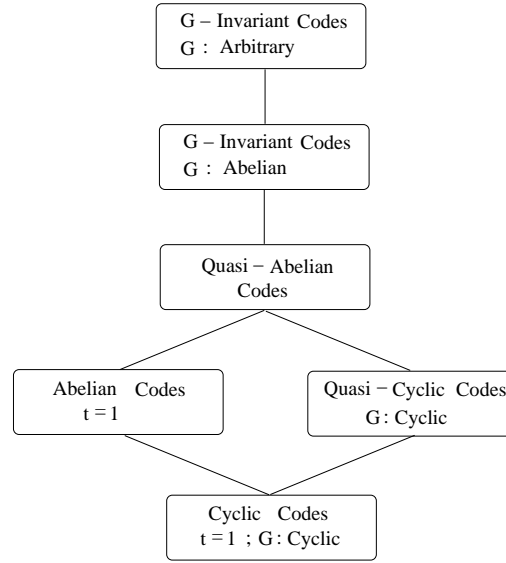 G – Invariant Codes
G : Arbitrary
G – Invariant Codes
G : Abelian
Quasi – Abelian
Codes
Abelian Codes
t = 1
Quasi – Cyclic Codes
G : Cyclic
Cyclic Codes
t = 1 ; G : Cyclic